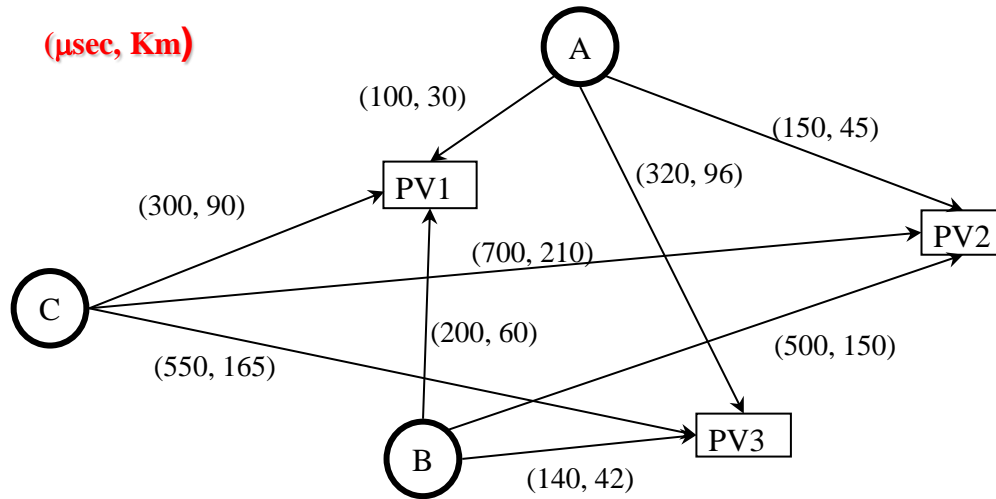 (μsec, Km)
A
(100, 30)
(150, 45)
(320, 96)
PV1
(300, 90)
PV2
(700, 210)
C
(200, 60)
(500, 150)
(550, 165)
PV3
B
(140, 42)